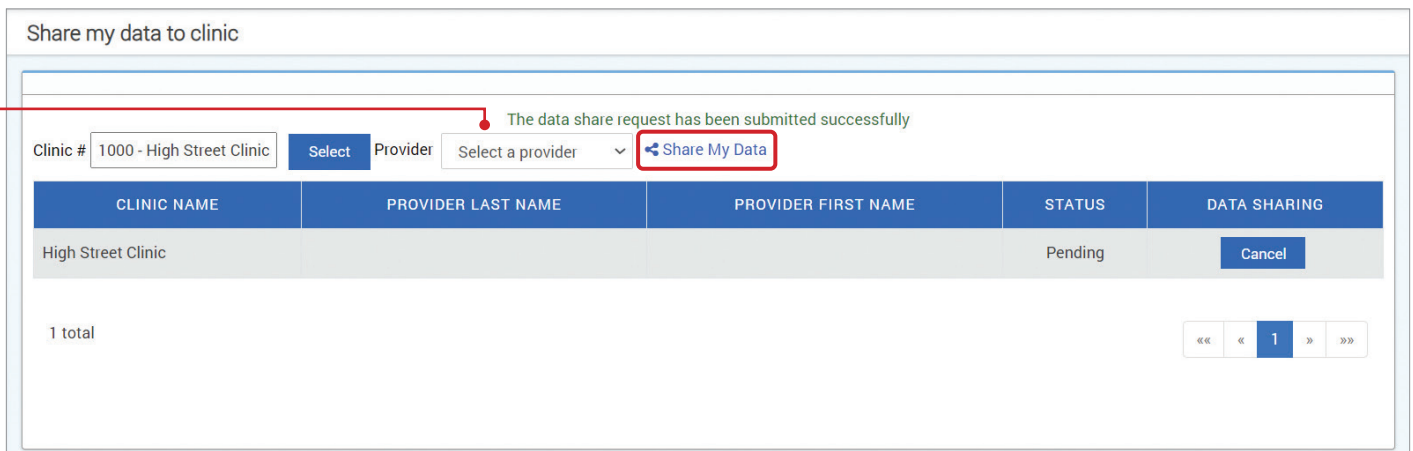 Share my data to clinic
The data share request has been submitted successfully
Clinic # 1000 - High Street Clinic Select Provider Select a provider Share My Data
CLINIC NAME PROVIDER LAST NAME PROVIDER FIRST NAME STATUS DATA SHARING
High Street Clinic Pending Cancel
1 total «« « 1 » »»